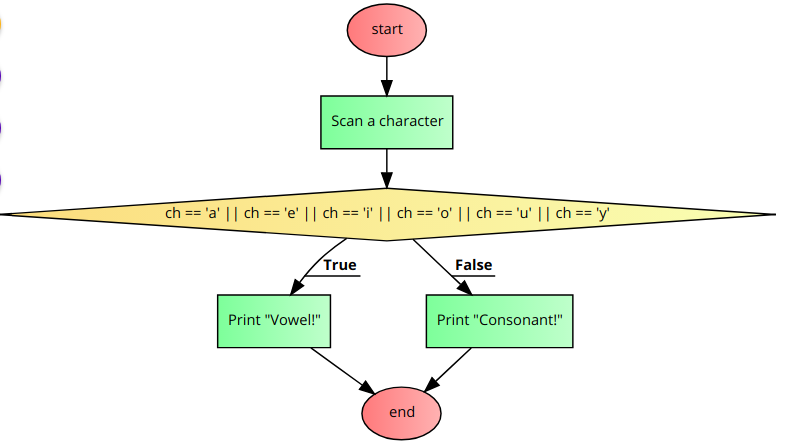 start
Scan a character
ch == 'a' || ch == 'e' || ch == 'i' || ch == 'o' || ch == 'u' || ch == 'y'
True
False
Print "Vowel!"
Print "Consonant!"
end